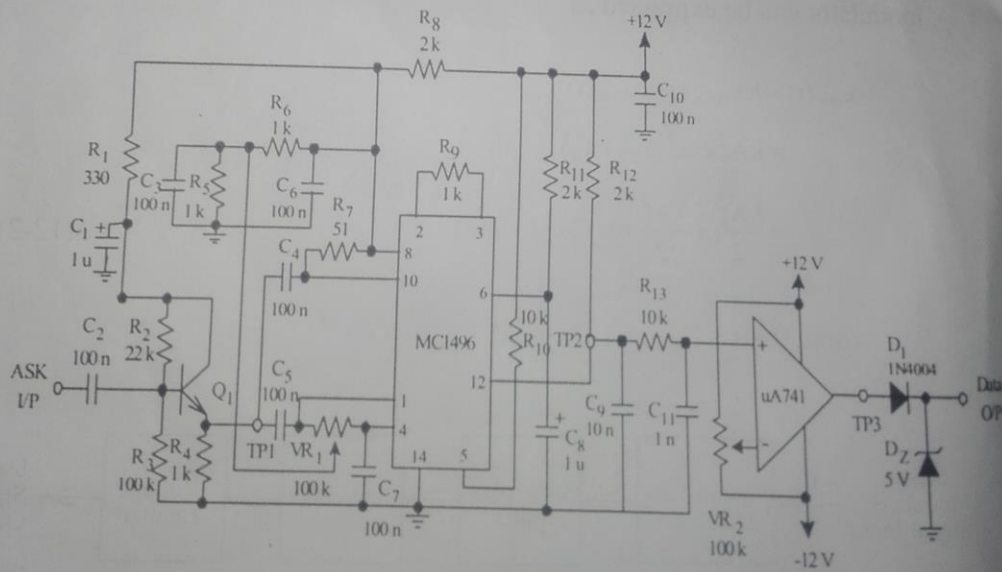 R8
2 k
+12 V
C10
100 n
R6
1 k
R1
330
C3
100 n
R5
1 k
C6
100 n
R7
51
R9
1 k
R11
2 k
R12
2 k
C1
+
1 u
C4
100 n
2
3
8
10
6
MC1496
12
1
4
14
5
10 k
R10
TP2
R13
10 k
+12 V
C2
100 n
R2
22 k
ASK
I/P
Q1
C5
100 n
TP1
VR1
100 k
R3
100 k
R4
1 k
C7
100 n
+
C8
1 u
C9
10 n
C11
1 n
+
uA741
-
TP3
D1
1N4004
Data
DZ
5 V
VR2
100 k
-12 V